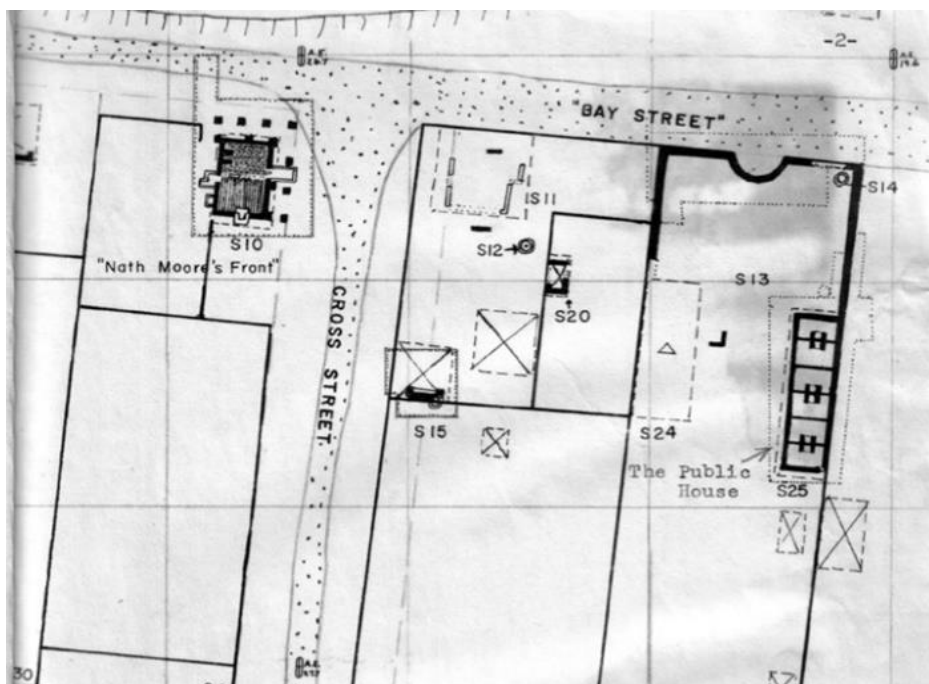 -2-
A.E.
"BAY STREET"
S14
S11
S10
"Nath Moore's Front"
S12
S20
S13
CROSS STREET
S15
S24
The Public
House
S25
A.E.
30